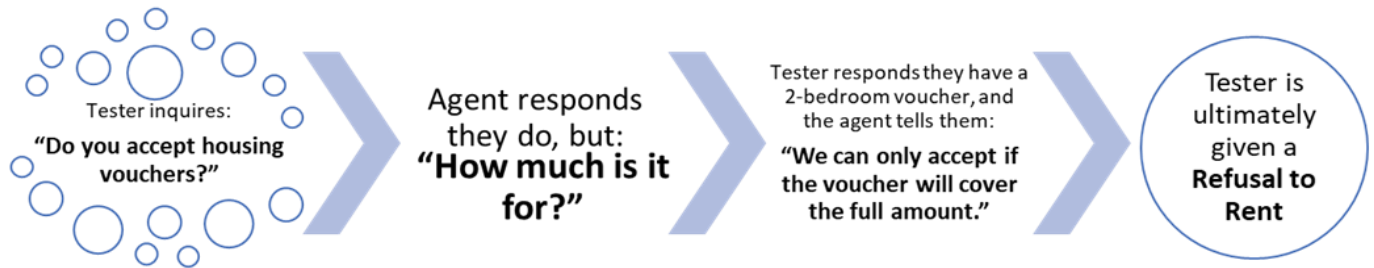 Tester inquires:
“Do you accept housing
vouchers?”
Agent responds
they do, but:
“How much is it
for?”
Tester responds they have a
2-bedroom voucher, and
the agent tells them:
“We can only accept if
the voucher will cover
the full amount.”
Tester is
ultimately
given a
Refusal to
Rent